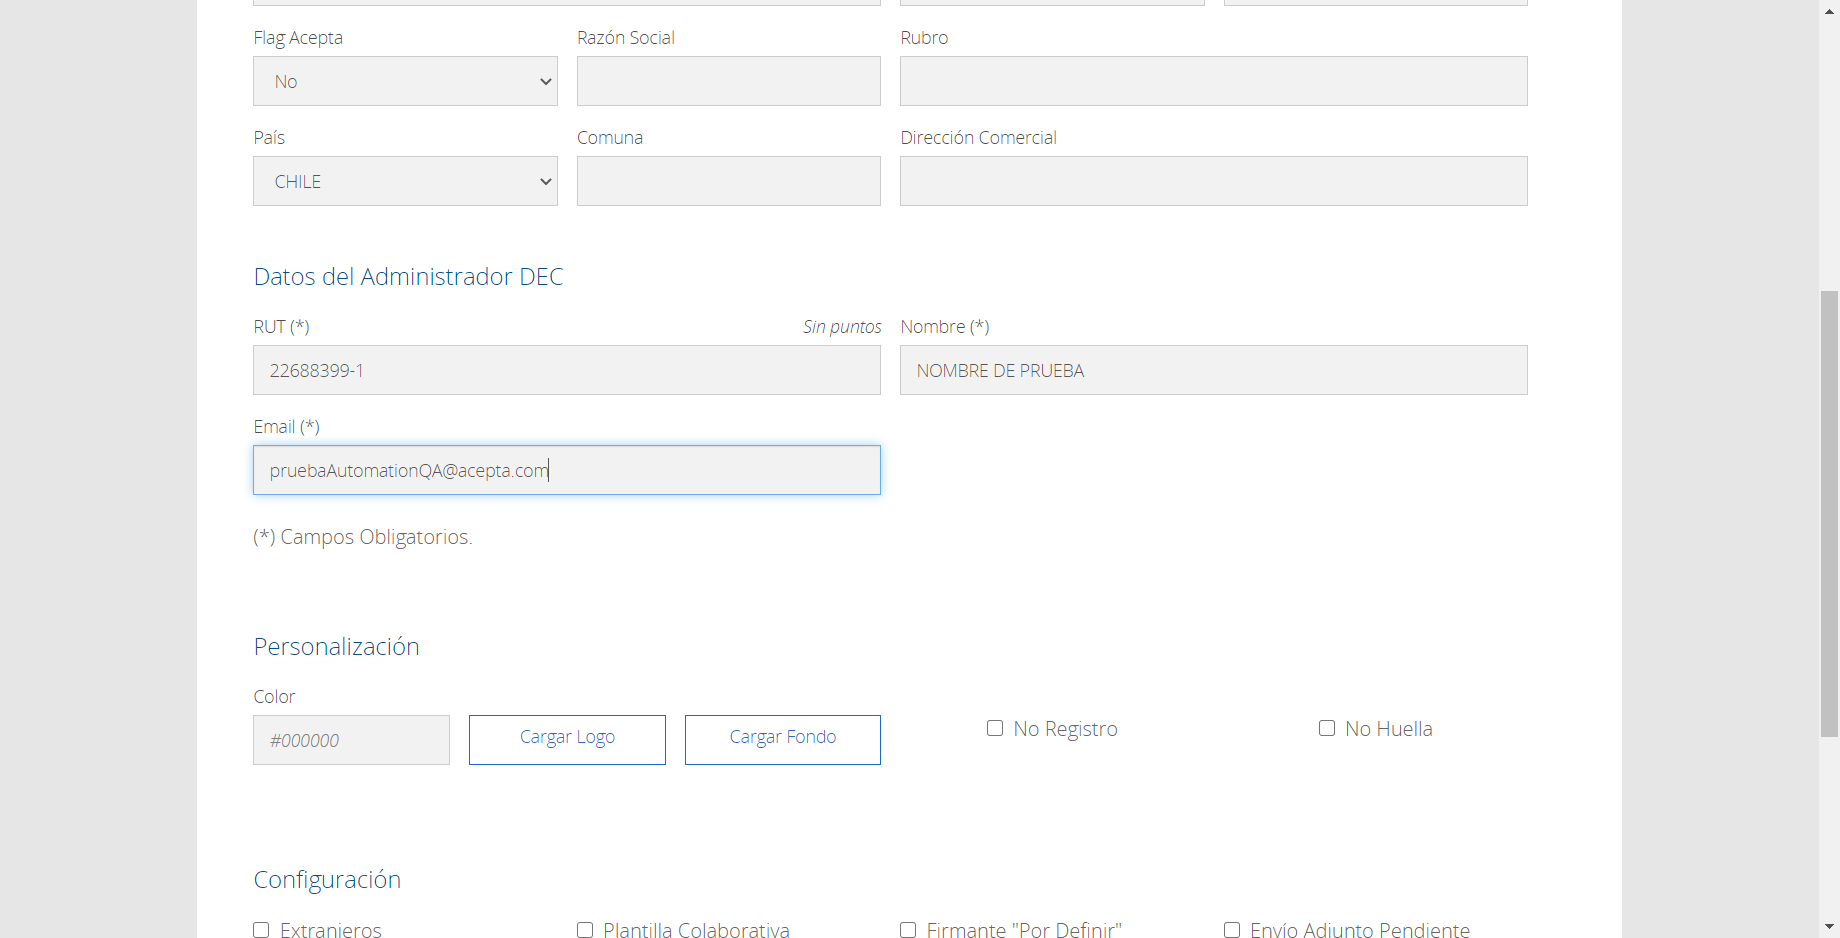 Flag Acepta Razón Social Rubro
No
País Comuna Dirección Comercial
CHILE
Datos del Administrador DEC
RUT (*) Sin puntos Nombre (*)
22688399-1 NOMBRE DE PRUEBA
Email (*)
pruebaAutomationQA@acepta.com
(*) Campos Obligatorios.
Personalización
Color
#000000 Cargar Logo Cargar Fondo No Registro No Huella
Configuración
Extranjeros Plantilla Colaborativa Firmante "Por Definir" Envío Adjunto Pendiente